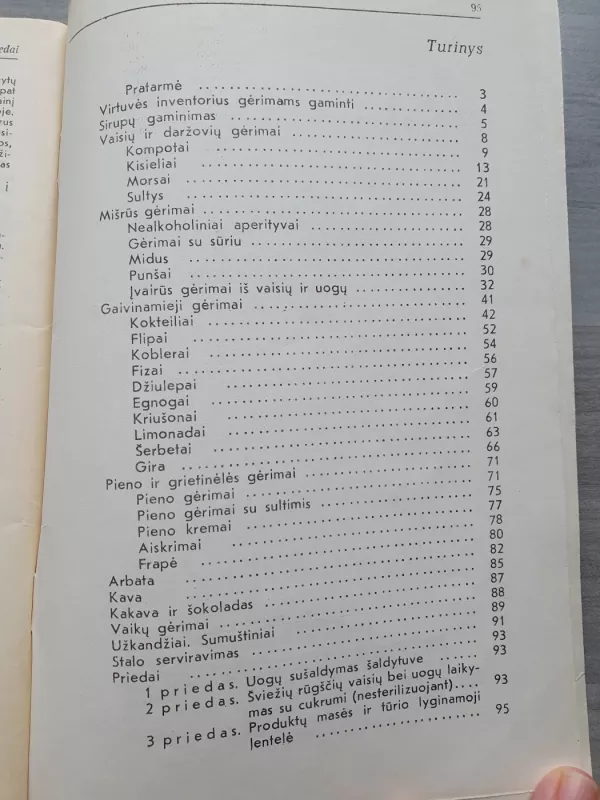 95
Turinys
Pratarmė .......... 3
Virtuvės inventorius gėrimams gaminti .......... 4
Sirupų gaminimas .......... 5
Vaisių ir daržovių gėrimai .......... 8
Kompotai .......... 9
Kisieliai .......... 13
Morsai .......... 21
Sultys .......... 24
Mišrūs gėrimai .......... 28
Nealkoholiniai aperityvai .......... 28
Gėrimai su sūriu .......... 29
Midus .......... 29
Punšai .......... 30
Įvairūs gėrimai iš vaisių ir uogų .......... 32
Gaivinamieji gėrimai .......... 41
Kokteiliai .......... 42
Flipai .......... 52
Koblerai .......... 54
Fizai .......... 56
Džiulepai .......... 57
Egnogai .......... 59
Kriušonai .......... 60
Limonadai .......... 61
Šerbetai .......... 63
Gira .......... 66
Pieno ir grietinėlės gėrimai .......... 71
Pieno gėrimai .......... 71
Pieno gėrimai su sultimis .......... 75
Pieno kremai .......... 77
Aiskrimai .......... 78
Frapė .......... 80
Arbata .......... 82
Kava .......... 85
Kakava ir šokoladas .......... 87
Vaikų gėrimai .......... 88
Užkandžiai. Sumuštiniai .......... 89
Stalo serviravimas .......... 91
Priedai .......... 93
1 priedas. Uogų sušaldymas šaldytuve .......... 93
2 priedas. Šviežių rūgščių vaisių bei uogų laiky-
mas su cukrumi (nesterilizuojant).... 93
3 priedas. Produktų masės ir tūrio lyginamoji
lentelė .......... 95